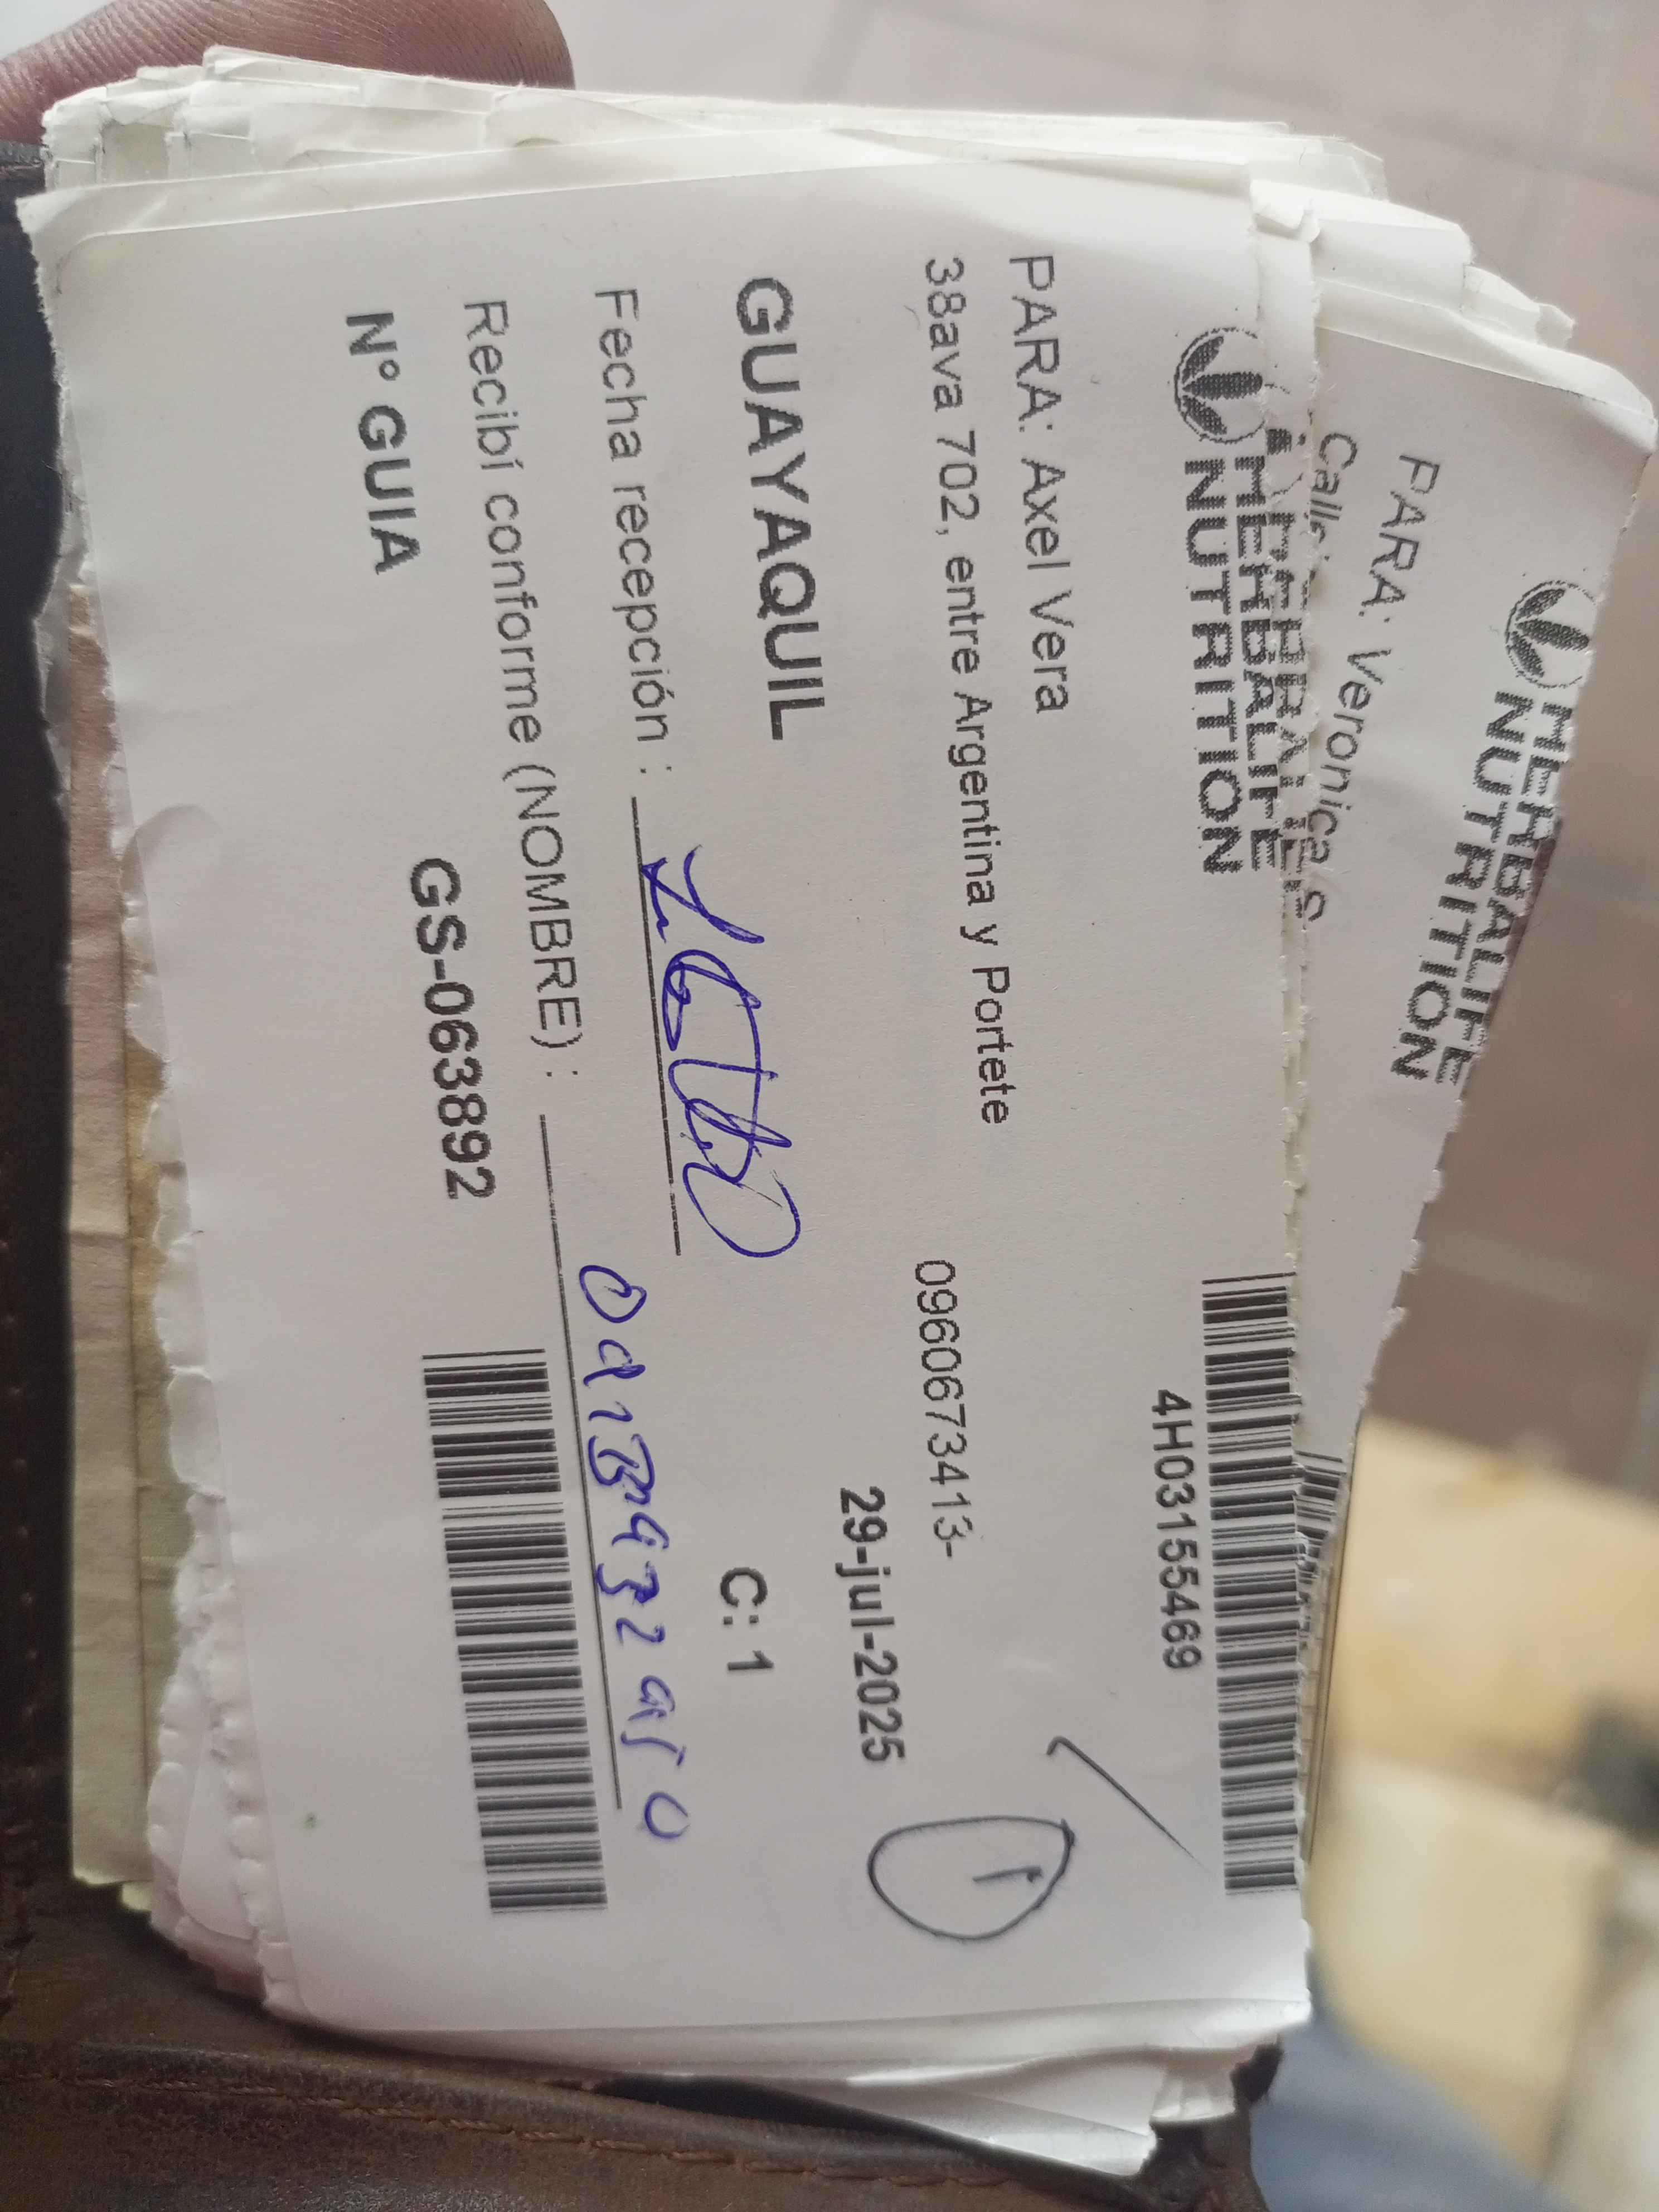 HERBALIFE
NUTRITION
4H03155469
PARA: Axel Vera
38ava 702, entre Argentina y Portete
0960673413-
29-jul-2025
1
GUAYAQUIL
C: 1
Fecha recepción :
Recibí conforme (NOMBRE) :
N° GUIA
GS-063892
HERBALIFE
NUTRITION
PARA: Veronica